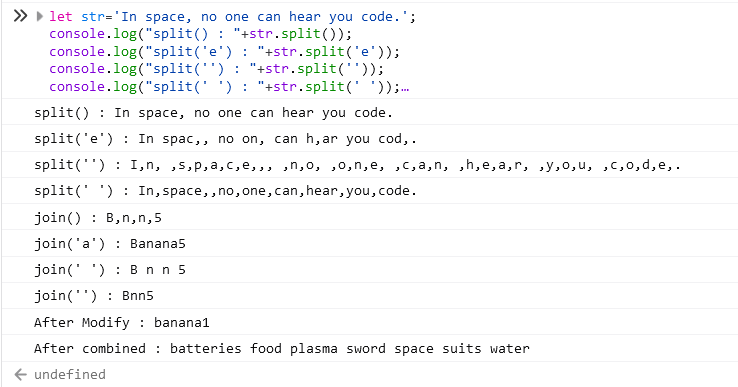 let str='In space, no one can hear you code.';
console.log("split() : "+str.split());
console.log("split('e') : "+str.split('e'));
console.log("split('') : "+str.split(''));
console.log("split(' ') : "+str.split(' '));…
split() : In space, no one can hear you code.
split('e') : In spac,, no on, can h,ar you cod,.
split('') : I,n, ,s,p,a,c,e,,, ,n,o, ,o,n,e, ,c,a,n, ,h,e,a,r, ,y,o,u, ,c,o,d,e,.
split(' ') : In,space,,no,one,can,hear,you,code.
join() : B,n,n,5
join('a') : Banana5
join(' ') : B n n 5
join('') : Bnn5
After Modify : banana1
After combined : batteries food plasma sword space suits water
undefined